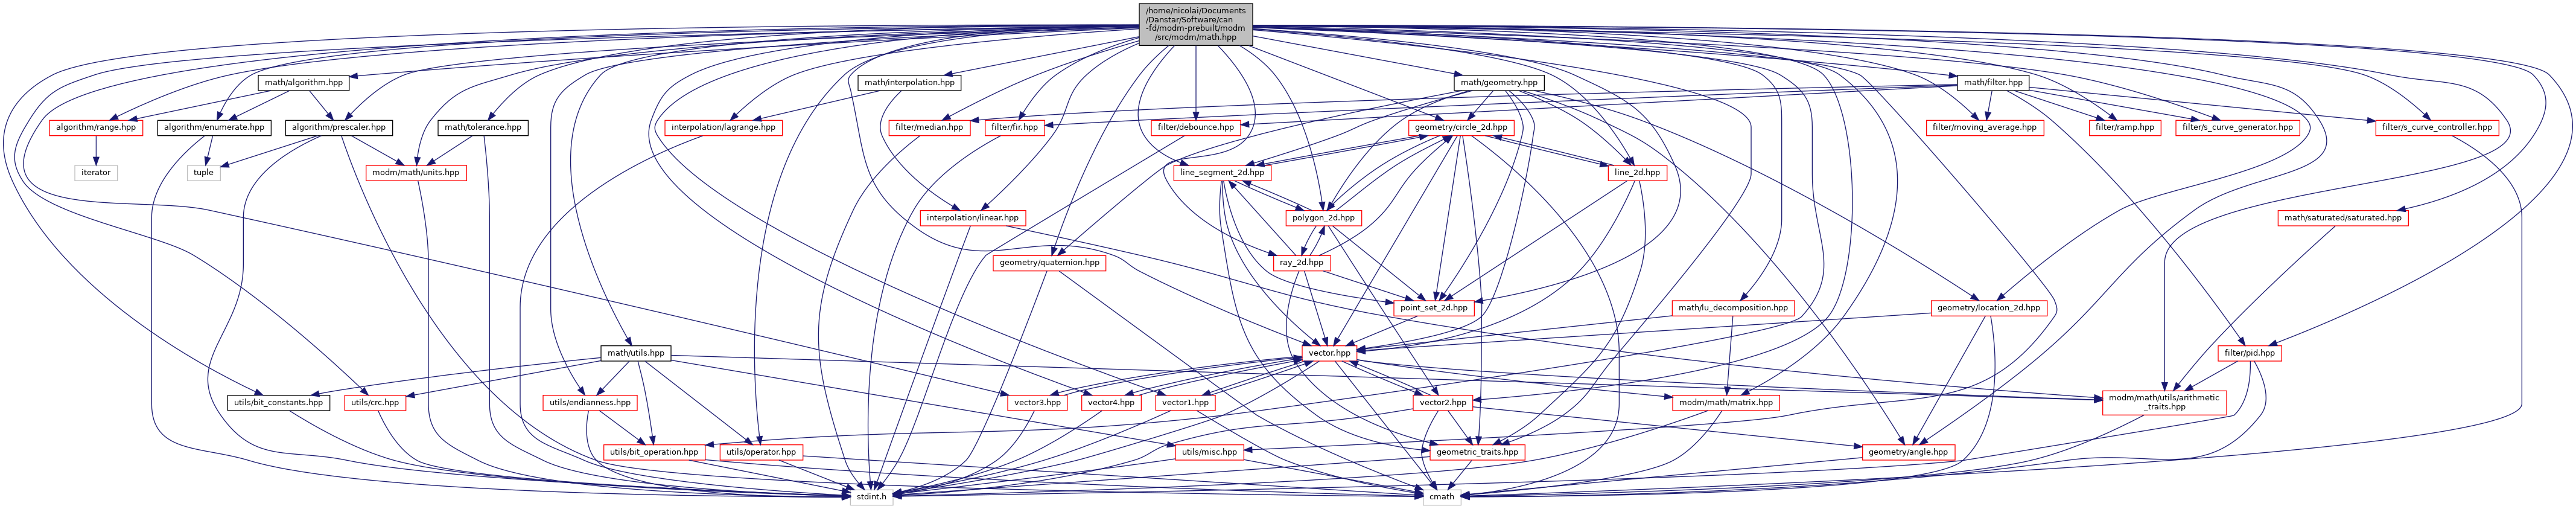 /home/nicolai/Documents
/Danstar/Software/can
-fd/modm-prebuilt/modm
/src/modm/math.hpp
math/algorithm.hpp
math/interpolation.hpp
math/geometry.hpp
math/filter.hpp
algorithm/range.hpp
algorithm/enumerate.hpp
algorithm/prescaler.hpp
math/tolerance.hpp
interpolation/lagrange.hpp
filter/median.hpp
filter/fir.hpp
filter/debounce.hpp
geometry/circle_2d.hpp
filter/moving_average.hpp
filter/ramp.hpp
filter/s_curve_generator.hpp
filter/s_curve_controller.hpp
iterator
tuple
modm/math/units.hpp
line_segment_2d.hpp
line_2d.hpp
interpolation/linear.hpp
polygon_2d.hpp
math/saturated/saturated.hpp
geometry/quaternion.hpp
ray_2d.hpp
point_set_2d.hpp
math/lu_decomposition.hpp
geometry/location_2d.hpp
math/utils.hpp
vector.hpp
filter/pid.hpp
utils/bit_constants.hpp
utils/crc.hpp
utils/endianness.hpp
vector3.hpp
vector4.hpp
vector1.hpp
vector2.hpp
modm/math/matrix.hpp
modm/math/utils/arithmetic
_traits.hpp
utils/bit_operation.hpp
utils/operator.hpp
utils/misc.hpp
geometric_traits.hpp
geometry/angle.hpp
stdint.h
cmath